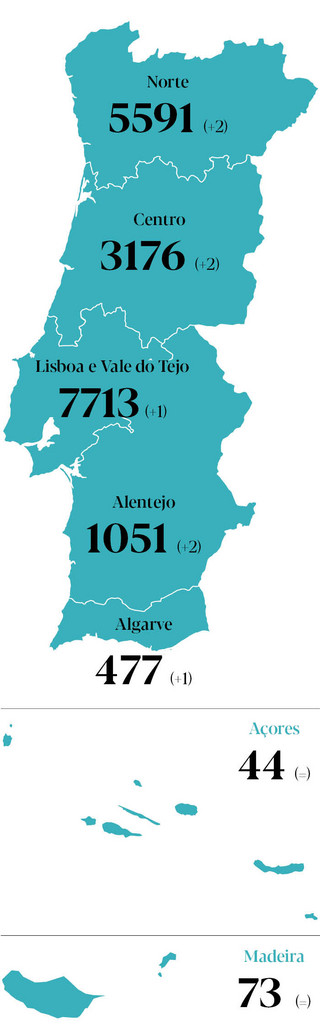 Norte
5591 (+2)
Centro
3176 (+2)
Lisboa e Vale do Tejo
7713 (+1)
Alentejo
1051 (+2)
Algarve
477 (+1)
Açores
44 (=)
Madeira
73 (=)